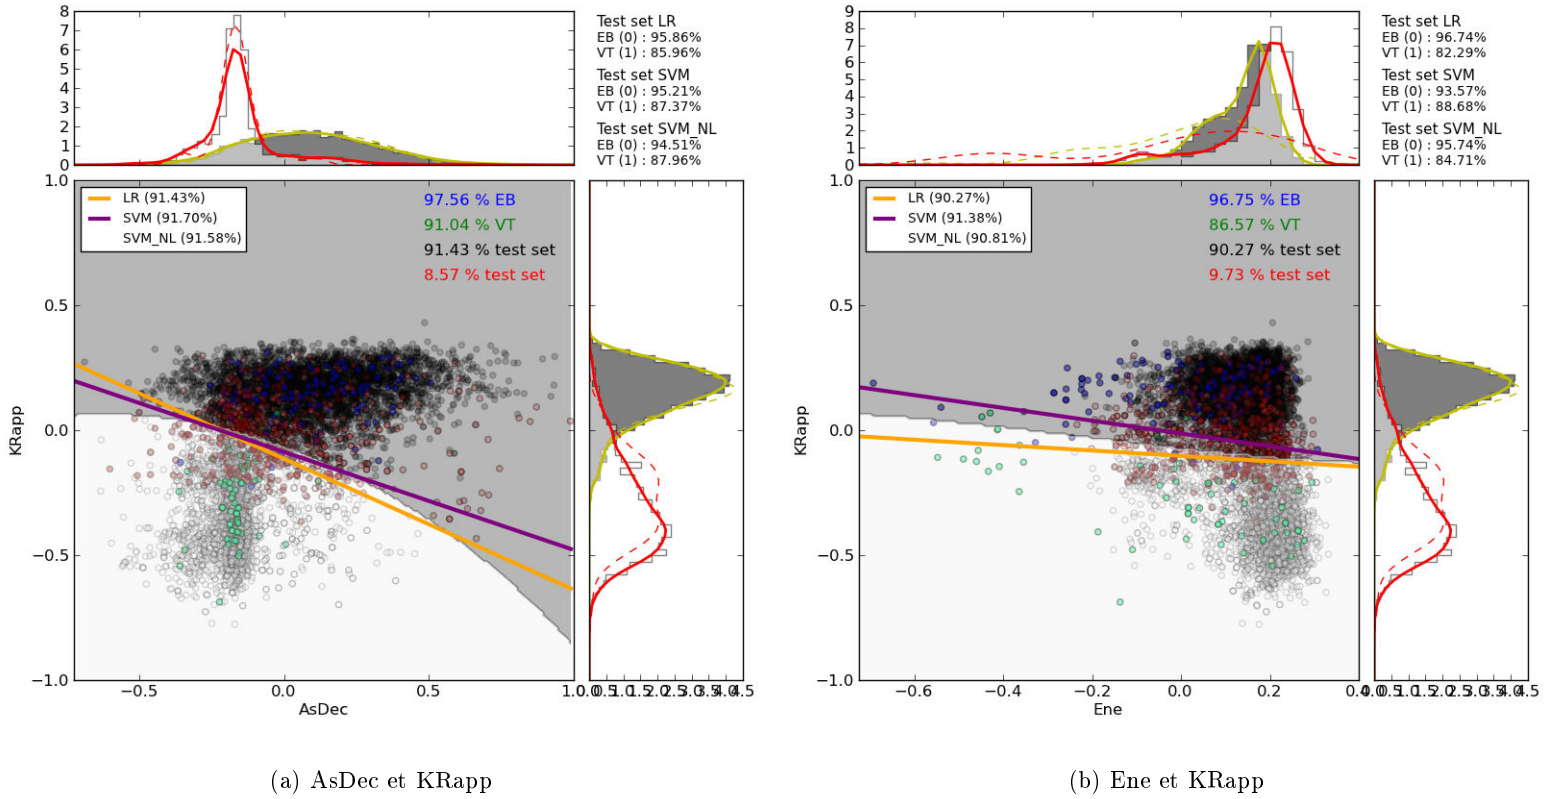 8
7
6
5
4
3
2
1
0
Test set LR
EB (0) : 95.86%
VT (1) : 85.96%
Test set SVM
EB (0) : 95.21%
VT (1) : 87.37%
Test set SVM_NL
EB (0) : 94.51%
VT (1) : 87.96%
1.0
0.5
0.0
−0.5
−1.0
KRapp
LR (91.43%)
SVM (91.70%)
SVM_NL (91.58%)
97.56 % EB
91.04 % VT
91.43 % test set
8.57 % test set
−0.5 0.0 0.5 1.0
AsDec
0.0 0.5 1.0 1.5 2.0 2.5 3.0 3.5 4.0 4.5
(a) AsDec et KRapp
9
8
7
6
5
4
3
2
1
0
Test set LR
EB (0) : 96.74%
VT (1) : 82.29%
Test set SVM
EB (0) : 93.57%
VT (1) : 88.68%
Test set SVM_NL
EB (0) : 95.74%
VT (1) : 84.71%
1.0
0.5
0.0
−0.5
−1.0
KRapp
LR (90.27%)
SVM (91.38%)
SVM_NL (90.81%)
96.75 % EB
86.57 % VT
90.27 % test set
9.73 % test set
−0.6 −0.4 −0.2 0.0 0.2 0.4
Ene
0.0 0.5 1.0 1.5 2.0 2.5 3.0 3.5 4.0 4.5
(b) Ene et KRapp